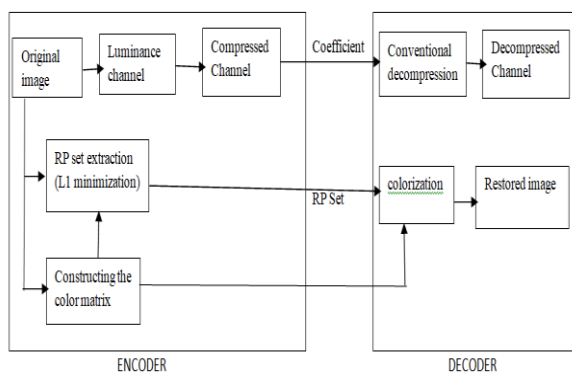 Original
image
Luminance
channel
Compressed
Channel
Coefficient
Conventional
decompression
Decompressed
Channel
RP set extraction
(L1 minimization)
RP Set
colorization
Restored image
Constructing the
color matrix
ENCODER
DECODER